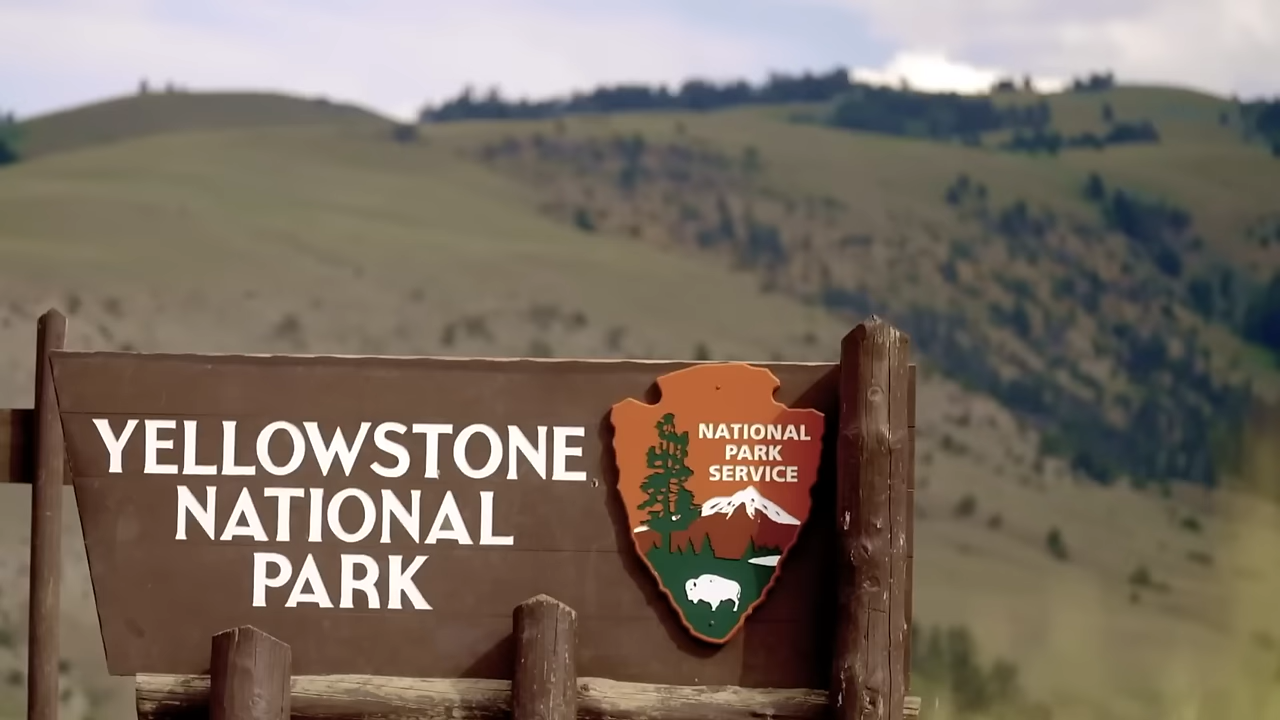 YELLOWSTONE
NATIONAL
PARK
NATIONAL
PARK
SERVICE